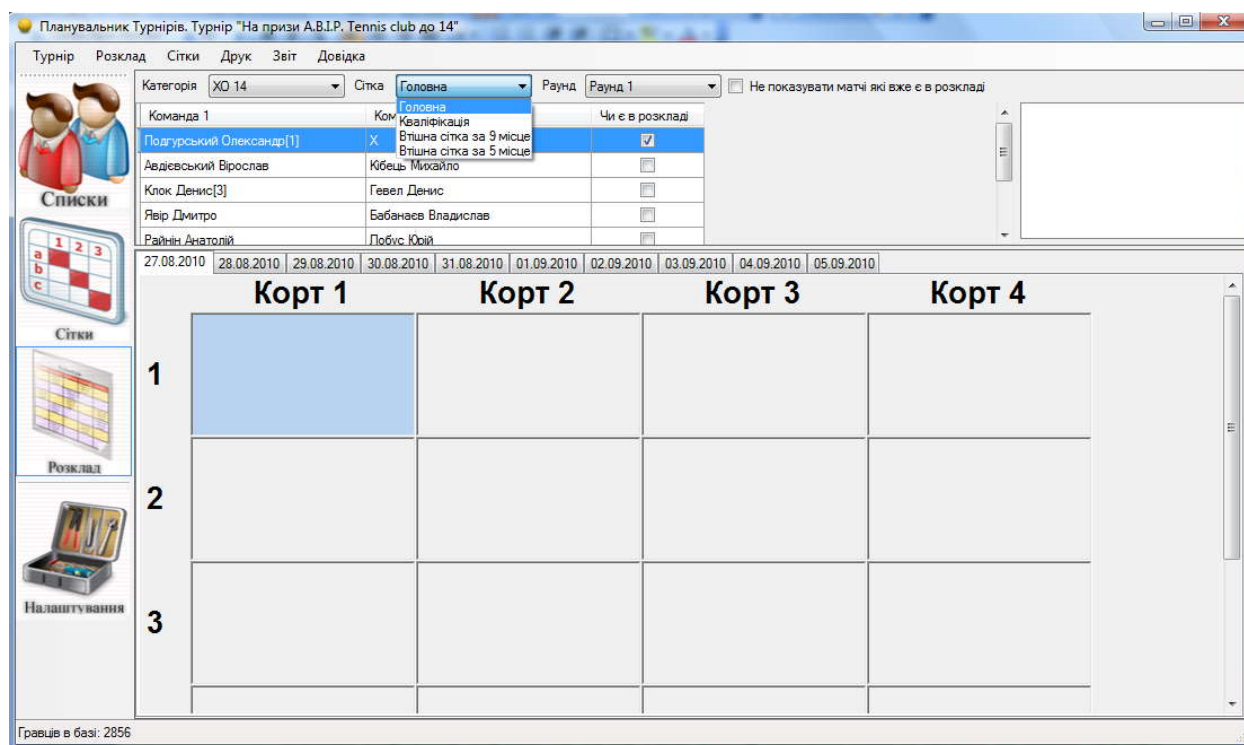 Планувальник Турнірів. Турнір "На призи A.B.I.P. Tennis club до 14"
Турнір Розклад Сітки Друк Звіт Довідка
Категорія ХО 14 Сітка Головна Раунд Раунд 1 Не показувати матчі які вже є в розкладі
Головна
Кваліфікація
Втішна сітка за 9 місце
Втішна сітка за 5 місце
Команда 1 Ком Чи є в розкладі
Подгурський Олександр[1] X
Авдієвський Вірослав Кібець Михайло
Клок Денис[3] Гевел Денис
Явір Дмитро Бабанаєв Владислав
Райнін Анатолій Побус Юрій
Списки
1 2 3
a
b
c
Сітки
Розклад
Налаштування
27.08.2010 28.08.2010 29.08.2010 30.08.2010 31.08.2010 01.09.2010 02.09.2010 03.09.2010 04.09.2010 05.09.2010
Корт 1 Корт 2 Корт 3 Корт 4
1
2
3
Гравців в базі: 2856